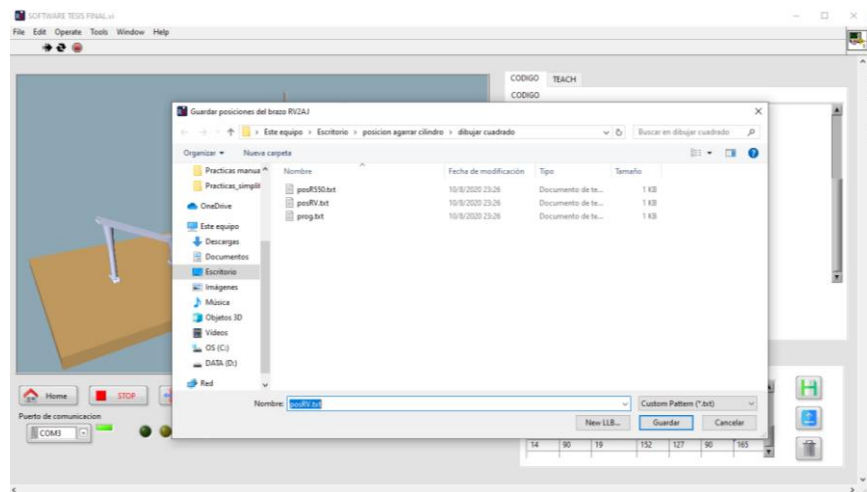 SOFTWARE TESIS FINAL.vi
File Edit Operate Tools Window Help
CODIGO TEACH
CODIGO
Guardar posiciones del brazo RV2AJ
Este equipo > Escritorio > posicion agarrar cilindro > dibujar cuadrado
Buscar en dibujar cuadrado
Organizar Nueva carpeta
Nombre Fecha de modificación Tipo Tamaño
Practicas manua
Practicas_simplif
OneDrive
Este equipo
Descargas
Documentos
Escritorio
Imágenes
Música
Objetos 3D
Vídeos
OS (C:)
DATA (D:)
Red
posR550.txt 10/8/2020 23:26 Documento de te... 1 KB
posRV.txt 10/8/2020 23:26 Documento de te... 1 KB
prog.txt 10/8/2020 23:26 Documento de te... 1 KB
Nombre: posRV.txt Custom Pattern (*.txt)
New LLB... Guardar Cancelar
Home STOP
Puerto de comunicacion
COM3
14 90 19 152 127 90 165